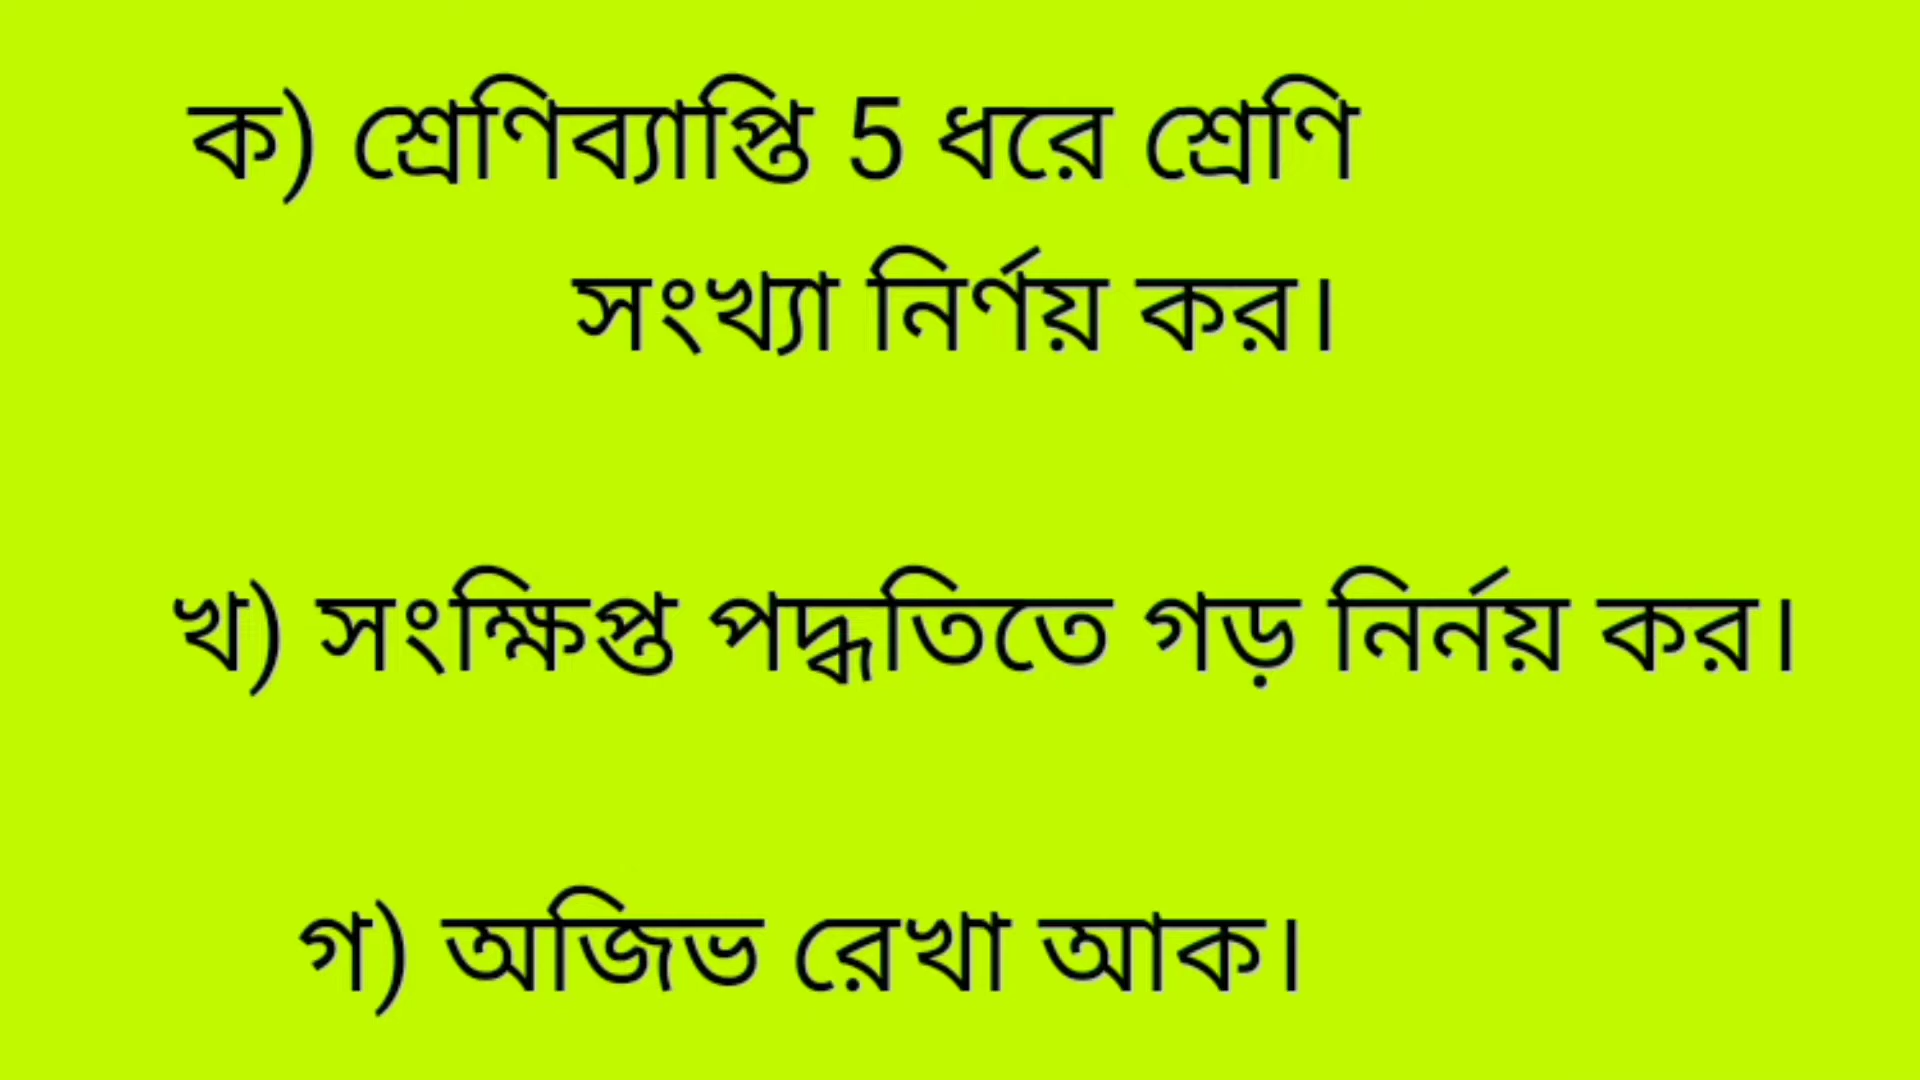 ক) শ্রেণিব্যাপ্তি 5 ধরে শ্রেণি
সংখ্যা নির্ণয় কর।
খ) সংক্ষিপ্ত পদ্ধতিতে গড় নির্নয় কর।
গ) অজিভ রেখা আক।